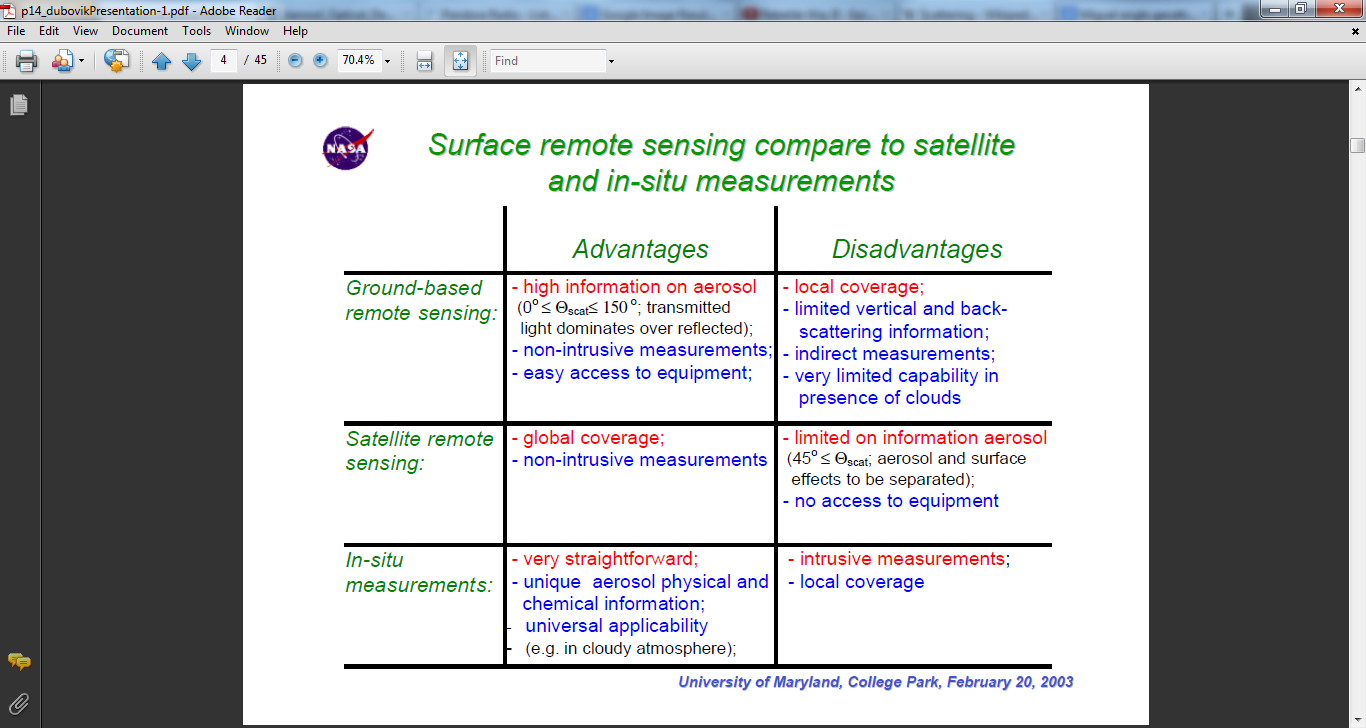 p14_dubovikPresentation-1.pdf - Adobe Reader
File Edit View Document Tools Window Help
4 / 45 70.4% Find
NASA
Surface remote sensing compare to satellite
and in-situ measurements
Advantages Disadvantages
Ground-based
remote sensing:
- high information on aerosol
(0° ≤ Θscat≤ 150 °; transmitted
light dominates over reflected);
- non-intrusive measurements;
- easy access to equipment;
- local coverage;
- limited vertical and back-
scattering information;
- indirect measurements;
- very limited capability in
presence of clouds
Satellite remote
sensing:
- global coverage;
- non-intrusive measurements
- limited on information aerosol
(45° ≤ Θscat; aerosol and surface
effects to be separated);
- no access to equipment
In-situ
measurements:
- very straightforward;
- unique aerosol physical and
chemical information;
- universal applicability
- (e.g. in cloudy atmosphere);
- intrusive measurements;
- local coverage
University of Maryland, College Park, February 20, 2003